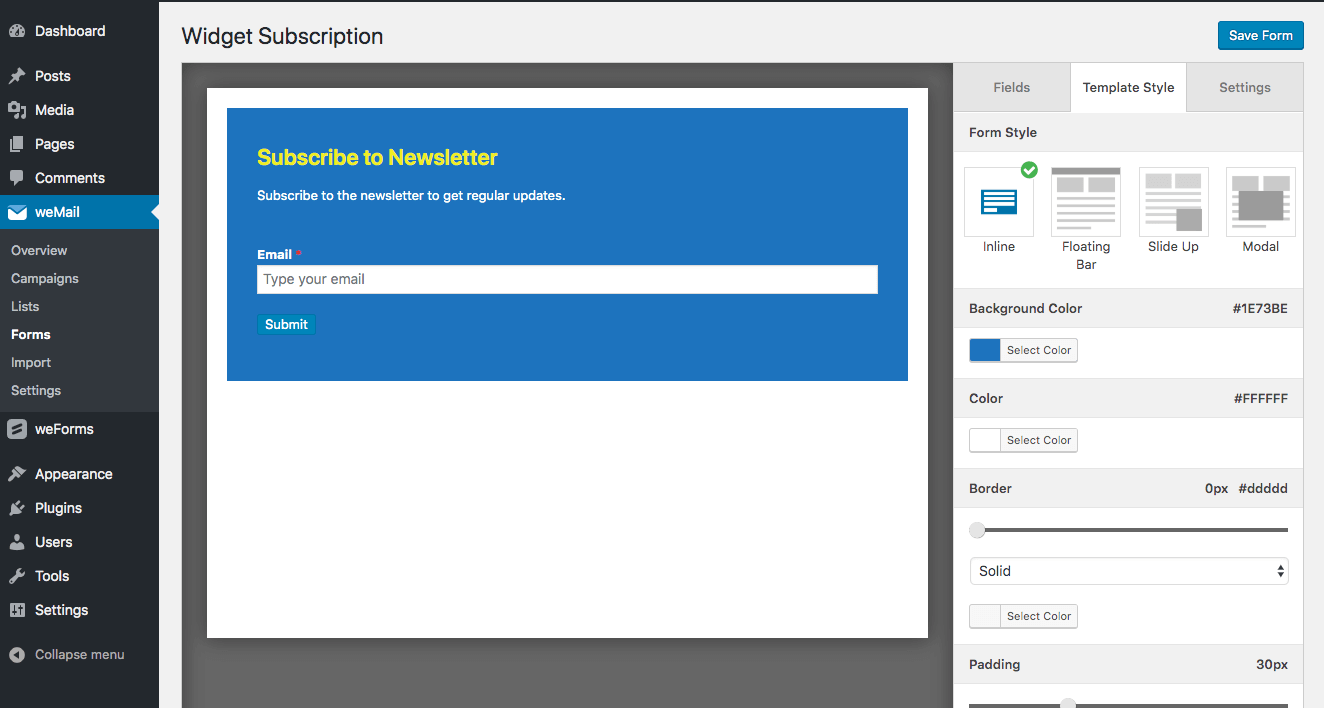 Dashboard
Posts
Media
Pages
Comments
weMail
Overview
Campaigns
Lists
Forms
Import
Settings
weForms
Appearance
Plugins
Users
Tools
Settings
Collapse menu
Widget Subscription
Save Form
Subscribe to Newsletter
Subscribe to the newsletter to get regular updates.
Email *
Type your email
Submit
Fields Template Style Settings
Form Style
Inline
Floating
Bar
Slide Up
Modal
Background Color #1E73BE
Select Color
Color #FFFFFF
Select Color
Border 0px #ddddd
Solid
Select Color
Padding 30px